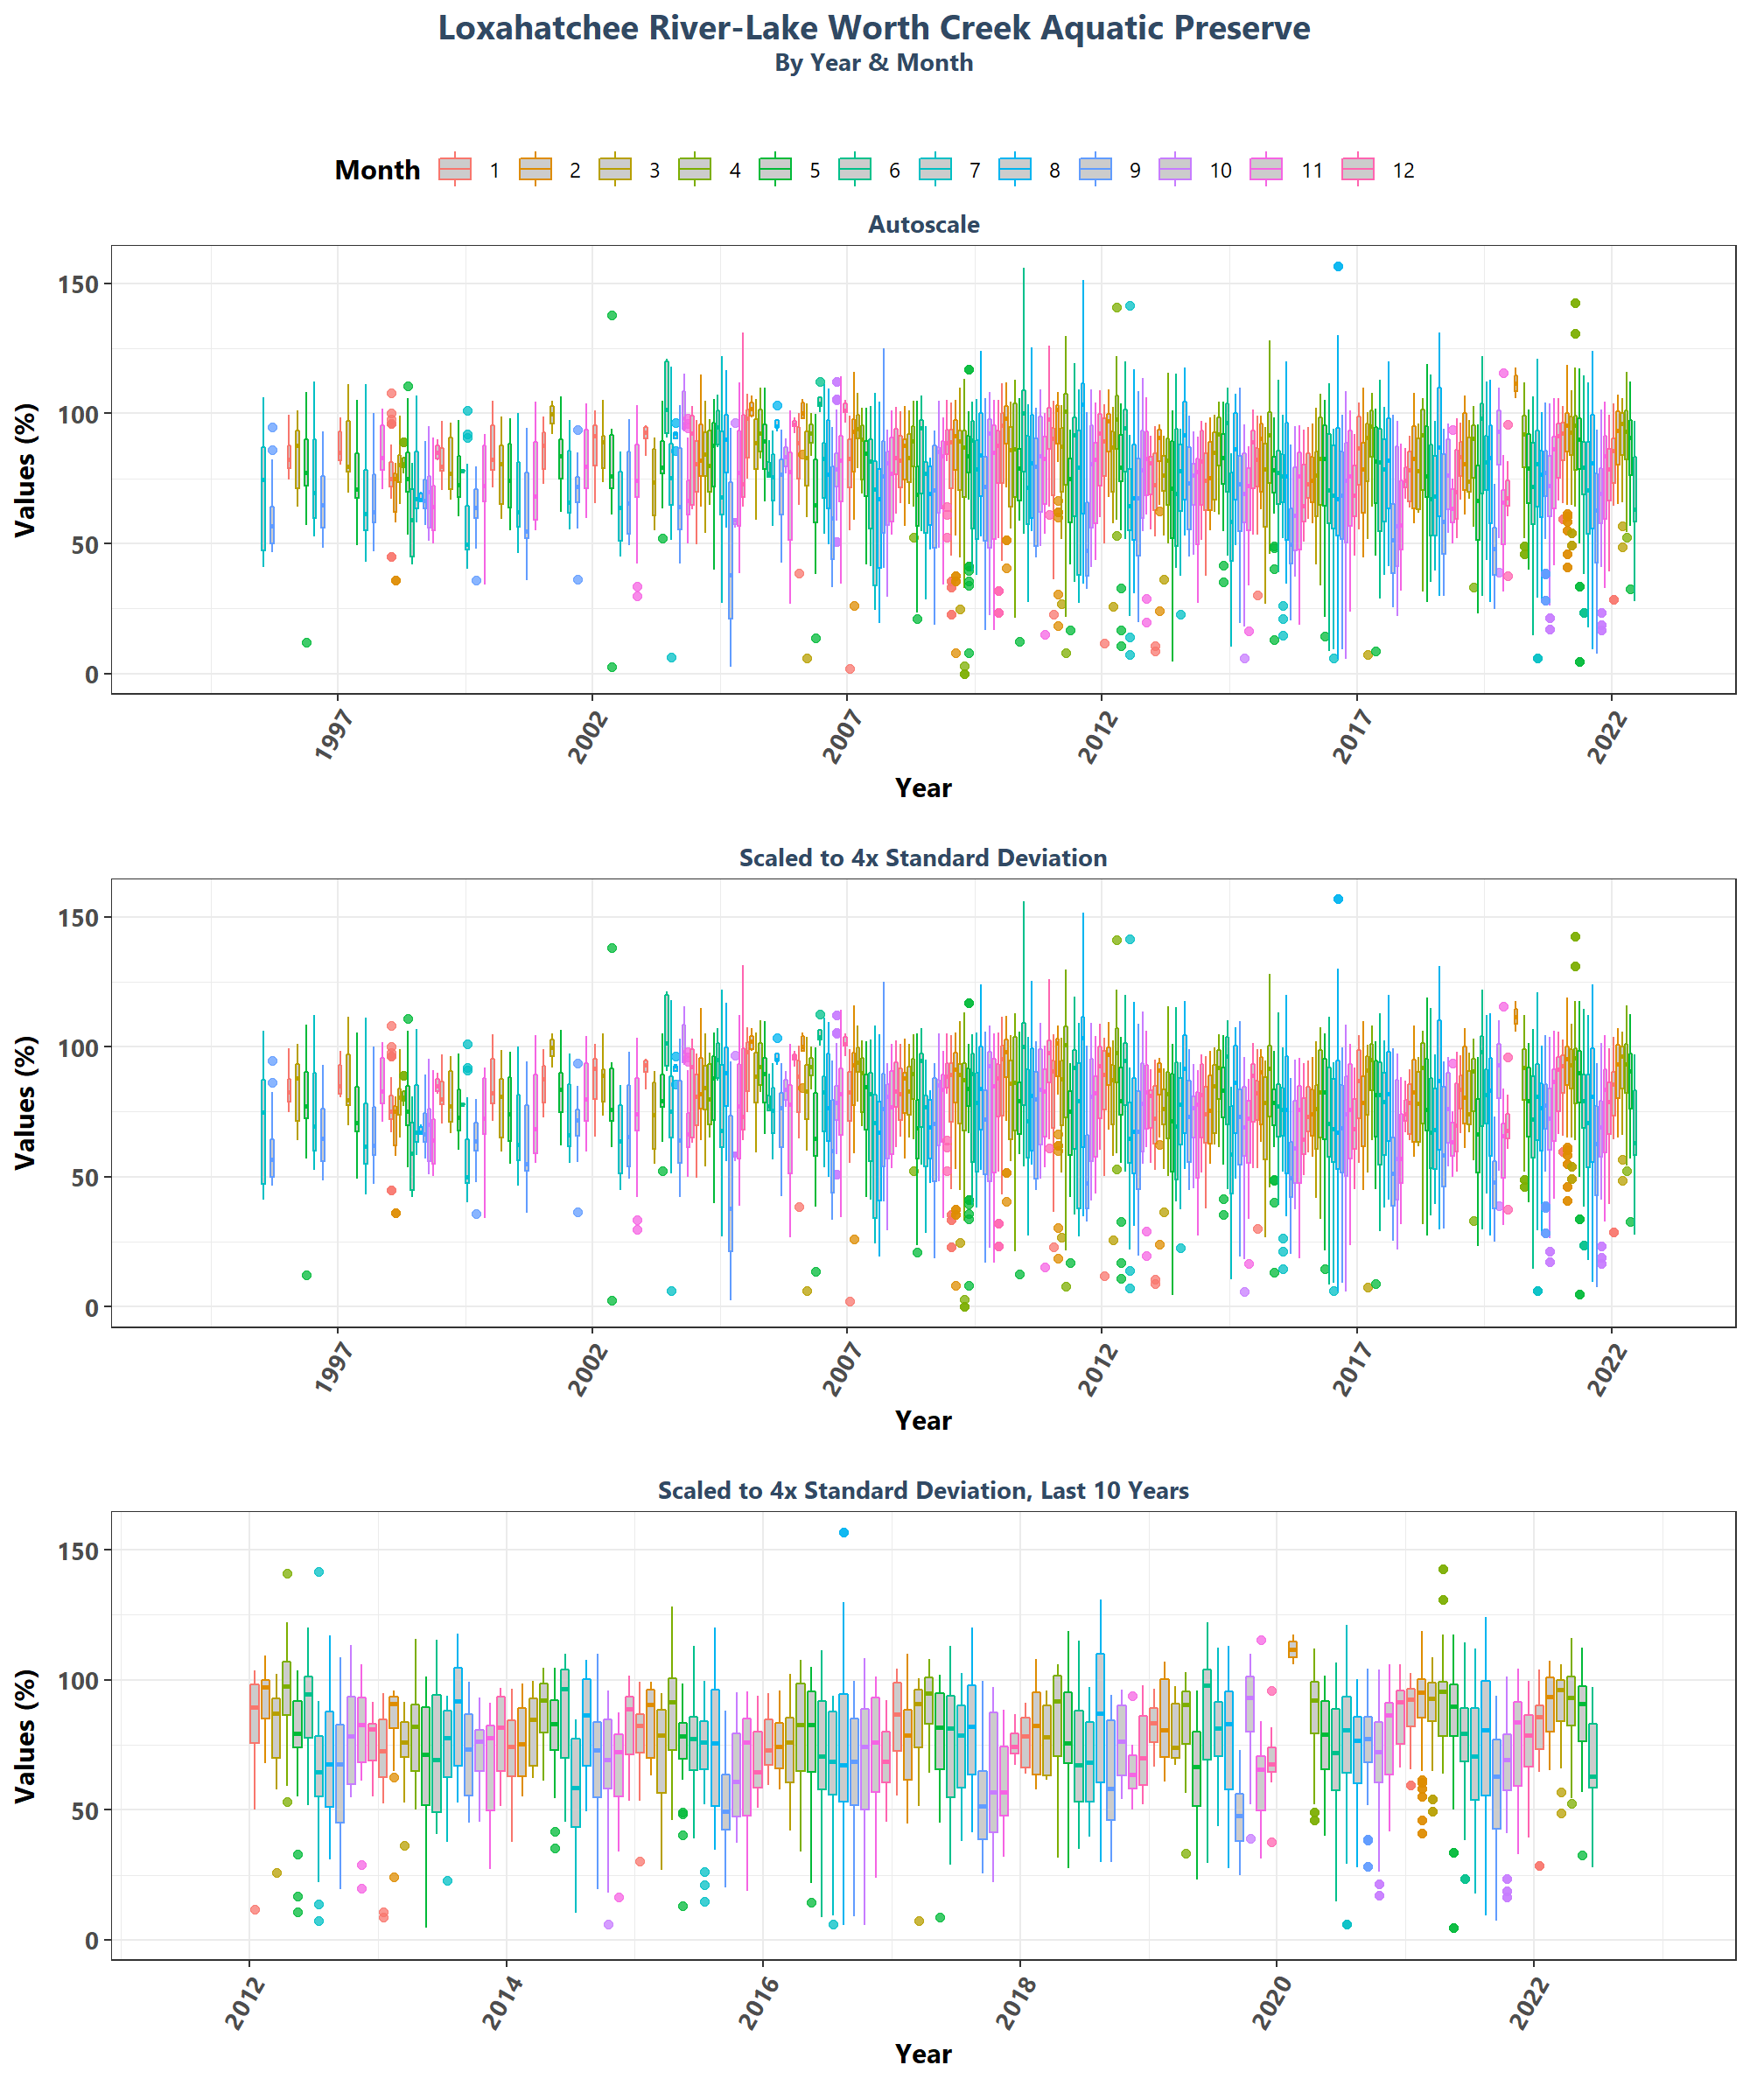 Loxahatchee River-Lake Worth Creek Aquatic Preserve
By Year & Month
Month 1 2 3 4 5 6 7 8 9 10 11 12
Autoscale
Values (%)
150
100
50
0
1997 2002 2007 2012 2017 2022
Year
Scaled to 4x Standard Deviation
Values (%)
150
100
50
0
1997 2002 2007 2012 2017 2022
Year
Scaled to 4x Standard Deviation, Last 10 Years
Values (%)
150
100
50
0
2012 2014 2016 2018 2020 2022
Year